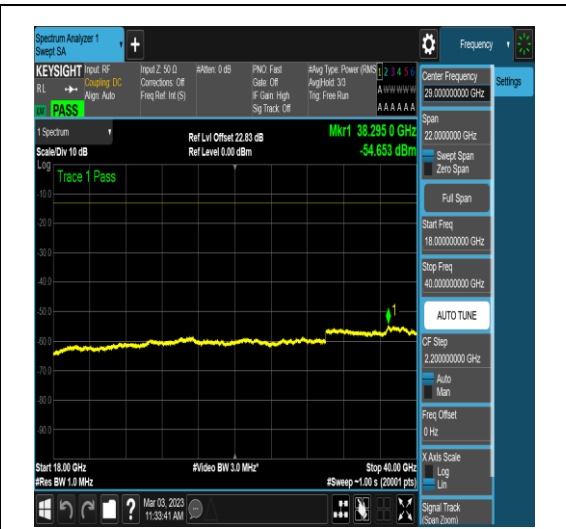 Spectrum Analyzer 1
Swept SA
+
Frequency
KEYSIGHT
Input: RF
Coupling: DC
Align: Auto
RL
LV PASS
Input Z: 50 Ω
Corrections: Off
Freq Ref: Int (S)
#Atten: 0 dB
PNO: Fast
Gate: Off
IF Gain: High
Sig Track: Off
#Avg Type: Power (RMS
Avg|Hold: 3/3
Trig: Free Run
1 2 3 4 5 6
A W W W W W
A A A A A A
Center Frequency
29.000000000 GHz
Settings
1 Spectrum
Scale/Div 10 dB
Ref Lvl Offset 22.83 dB
Ref Level 0.00 dBm
Mkr1 38.295 0 GHz
-54.653 dBm
Span
22.0000000 GHz
Swept Span
Zero Span
Full Span
Start Freq
18.000000000 GHz
Stop Freq
40.000000000 GHz
AUTO TUNE
CF Step
2.200000000 GHz
Auto
Man
Freq Offset
0 Hz
X Axis Scale
Log
Lin
Signal Track
(Span Zoom)
Log
Trace 1 Pass
-10.0
-20.0
-30.0
-40.0
-50.0
1
-60.0
-70.0
-80.0
-90.0
Start 18.00 GHz
#Res BW 1.0 MHz
#Video BW 3.0 MHz*
Stop 40.00 GHz
#Sweep ~1.00 s (20001 pts)
?
Mar 03, 2023
11:33:41 AM